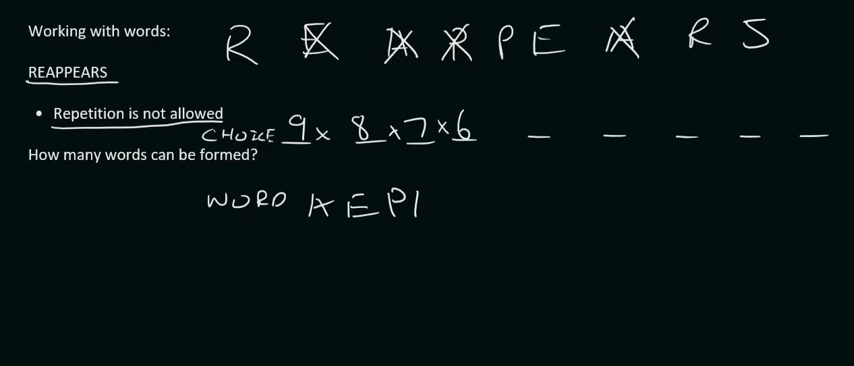 Working with words:
R E A P P E A R S
REAPPEARS
• Repetition is not allowed
CHOICE 9 × 8 × 7 × 6 _ _ _ _ _
How many words can be formed?
WORD A E P